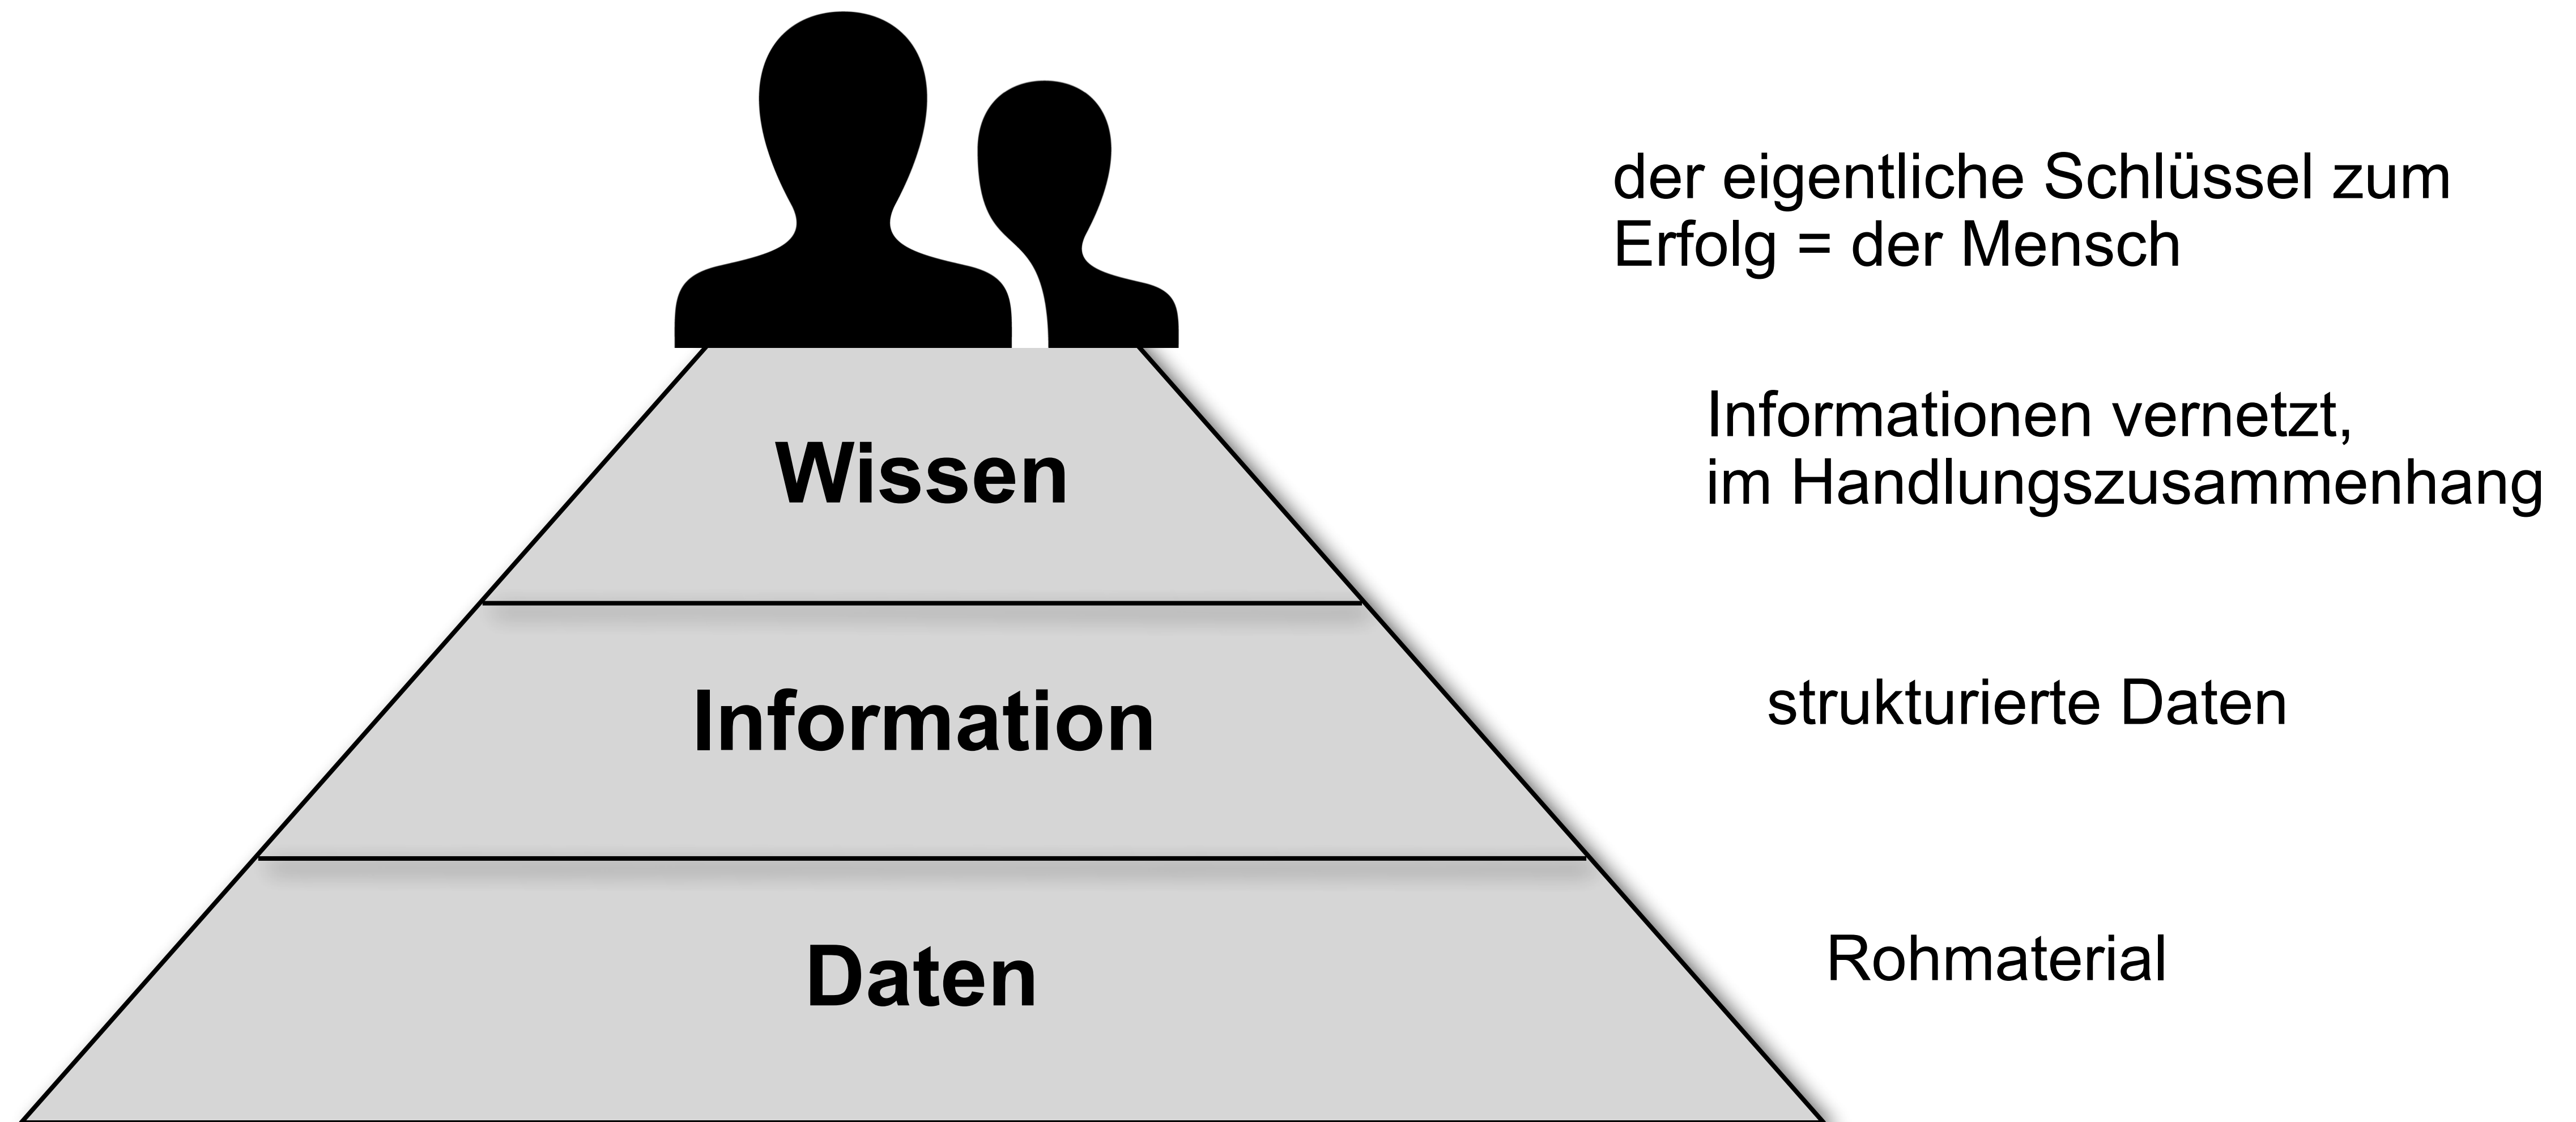 der eigentliche Schlüssel zum
Erfolg = der Mensch
Wissen
Informationen vernetzt,
im Handlungszusammenhang
Information
strukturierte Daten
Daten
Rohmaterial